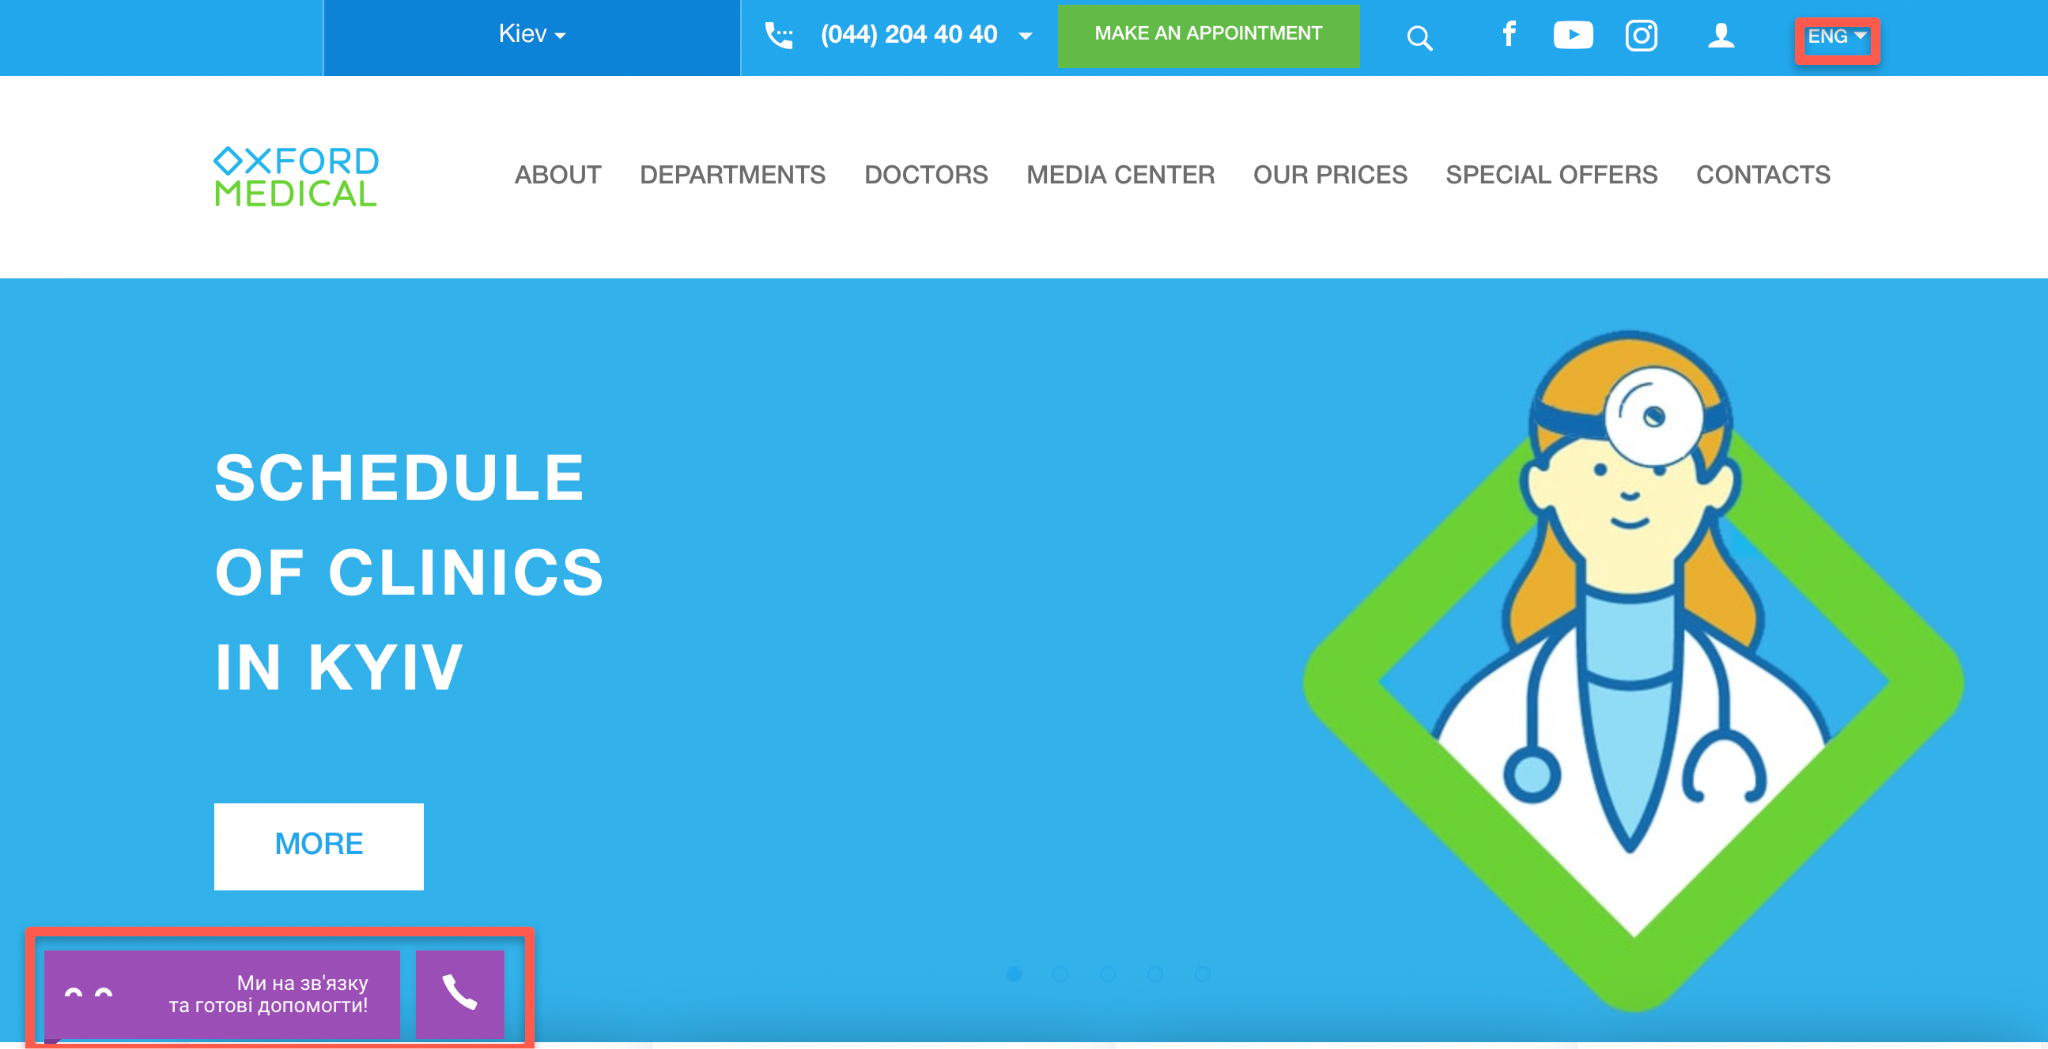 Kiev
(044) 204 40 40
MAKE AN APPOINTMENT
ENG
OXFORD
MEDICAL
ABOUT
DEPARTMENTS
DOCTORS
MEDIA CENTER
OUR PRICES
SPECIAL OFFERS
CONTACTS
SCHEDULE
OF CLINICS
IN KYIV
MORE
Ми на зв'язку
та готові допомогти!